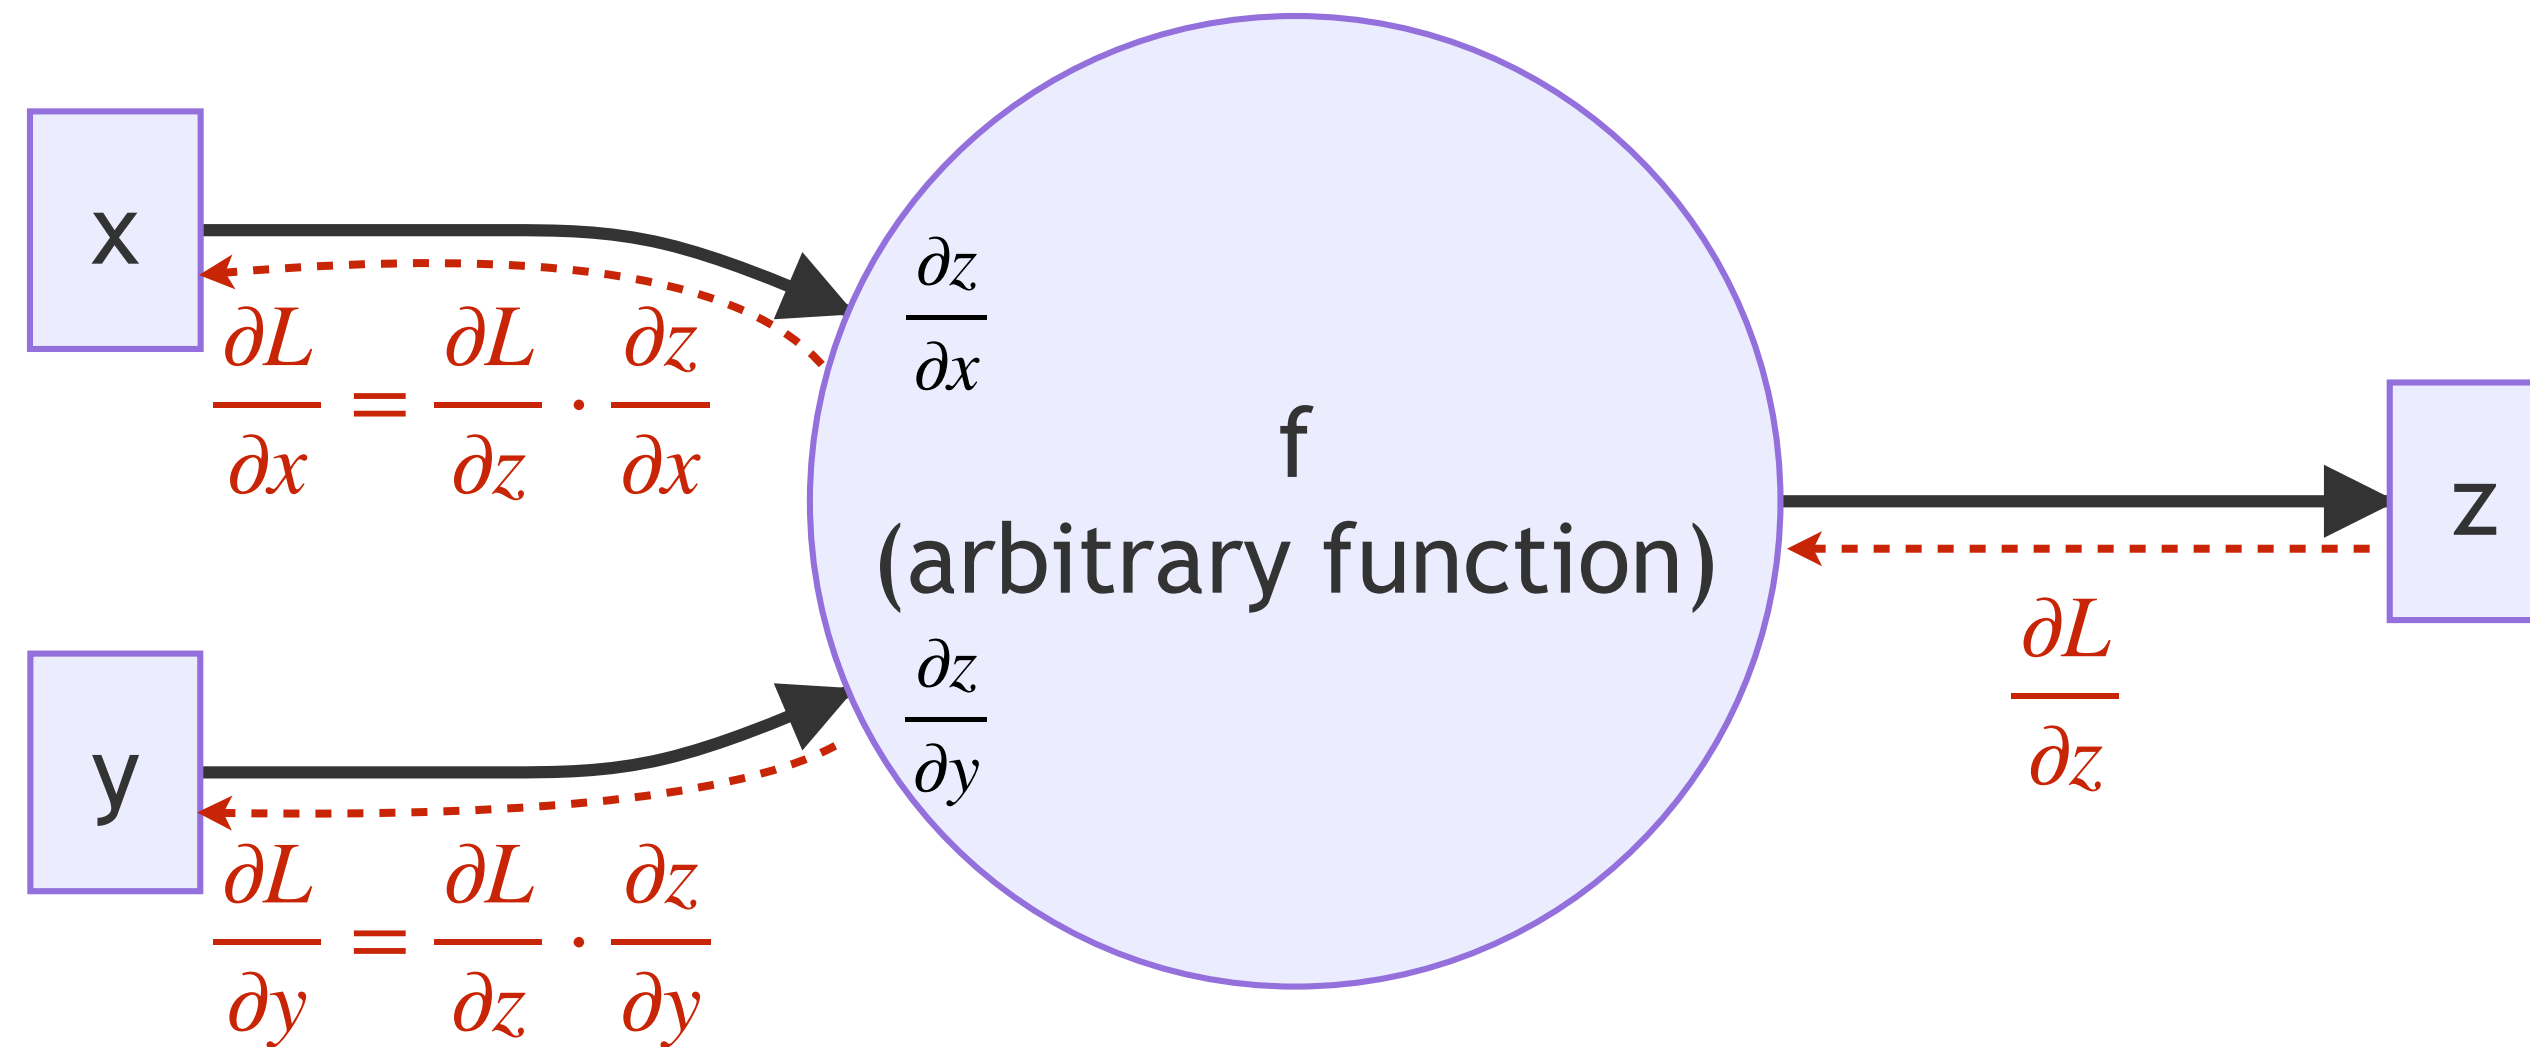 x
∂L/∂x = ∂L/∂z · ∂z/∂x
∂z/∂x
f
(arbitrary function)
z
∂L/∂z
y
∂z/∂y
∂L/∂y = ∂L/∂z · ∂z/∂y